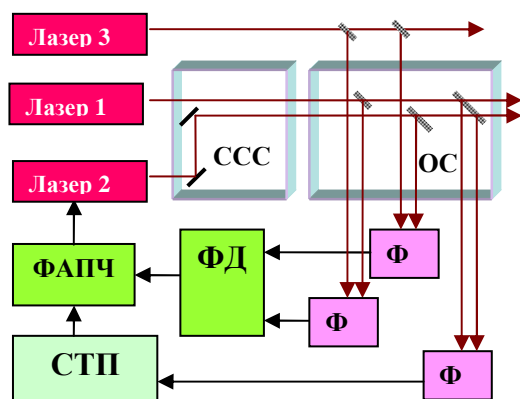 Лазер 3
Лазер 1
ССС
ОС
Лазер 2
ФАПЧ
ФД
Ф
Ф
СТП
Ф